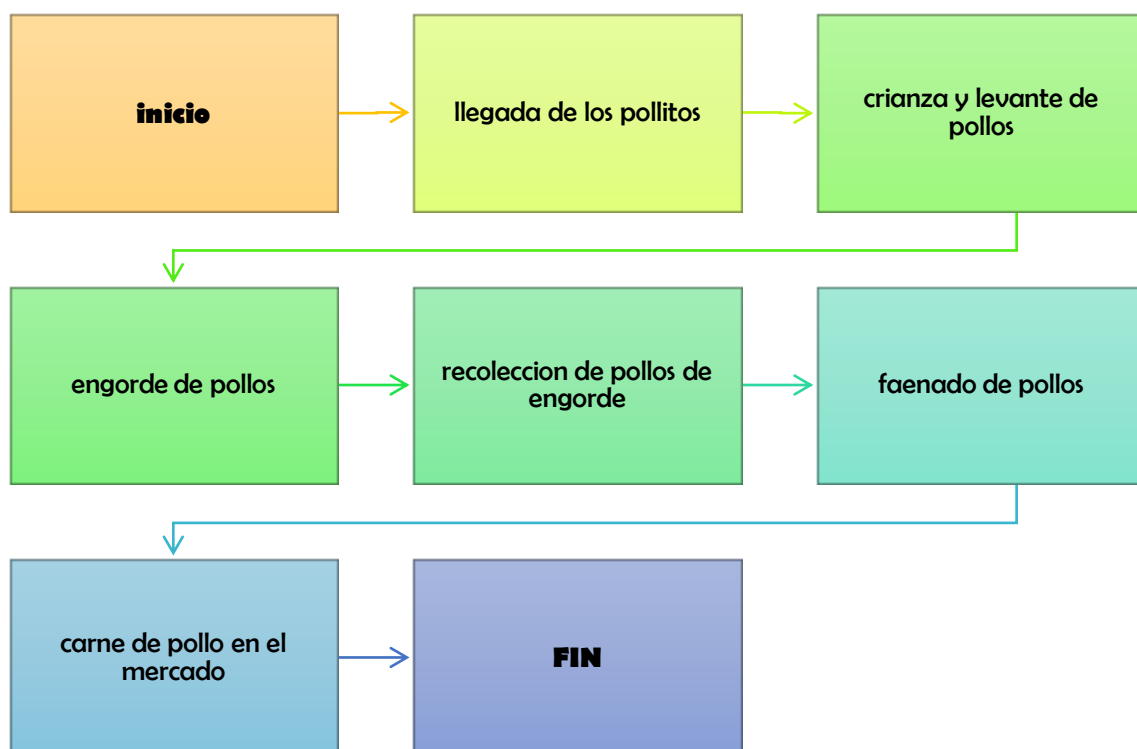 inicio
llegada de los pollitos
crianza y levante de
pollos
engorde de pollos
recoleccion de pollos de
engorde
faenado de pollos
carne de pollo en el
mercado
FIN